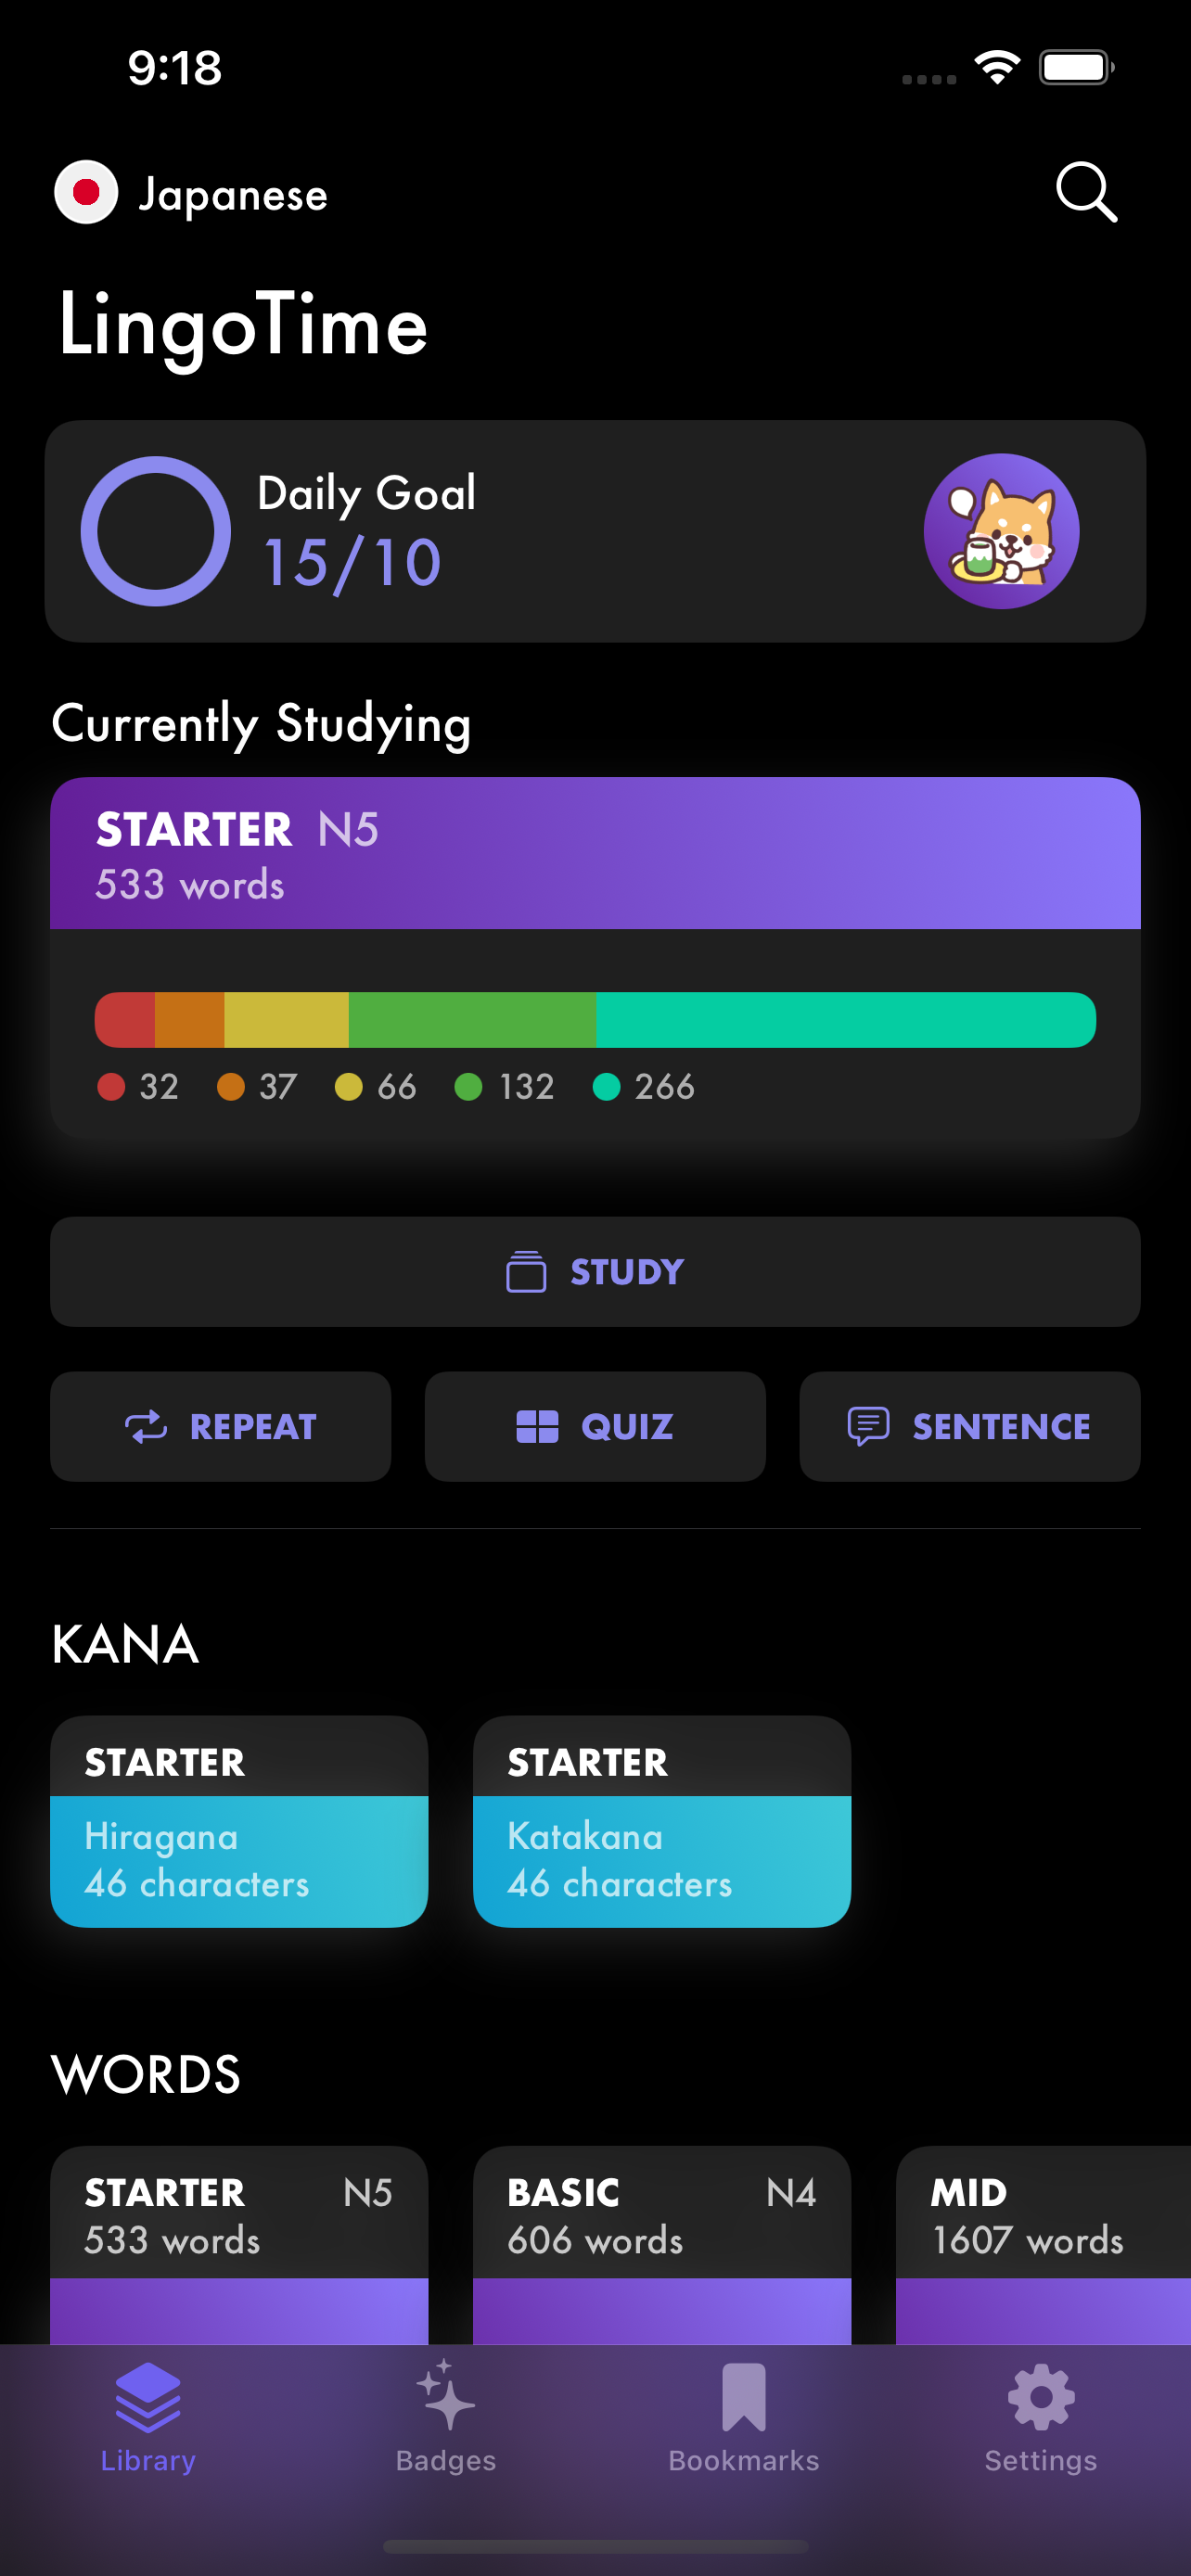 9:18
Japanese
LingoTime
Daily Goal
15/10
Currently Studying
STARTER N5
533 words
32 37 66 132 266
STUDY
REPEAT QUIZ SENTENCE
KANA
STARTER STARTER
Hiragana Katakana
46 characters 46 characters
WORDS
STARTER N5 BASIC N4 MID
533 words 606 words 1607 words
Library Badges Bookmarks Settings